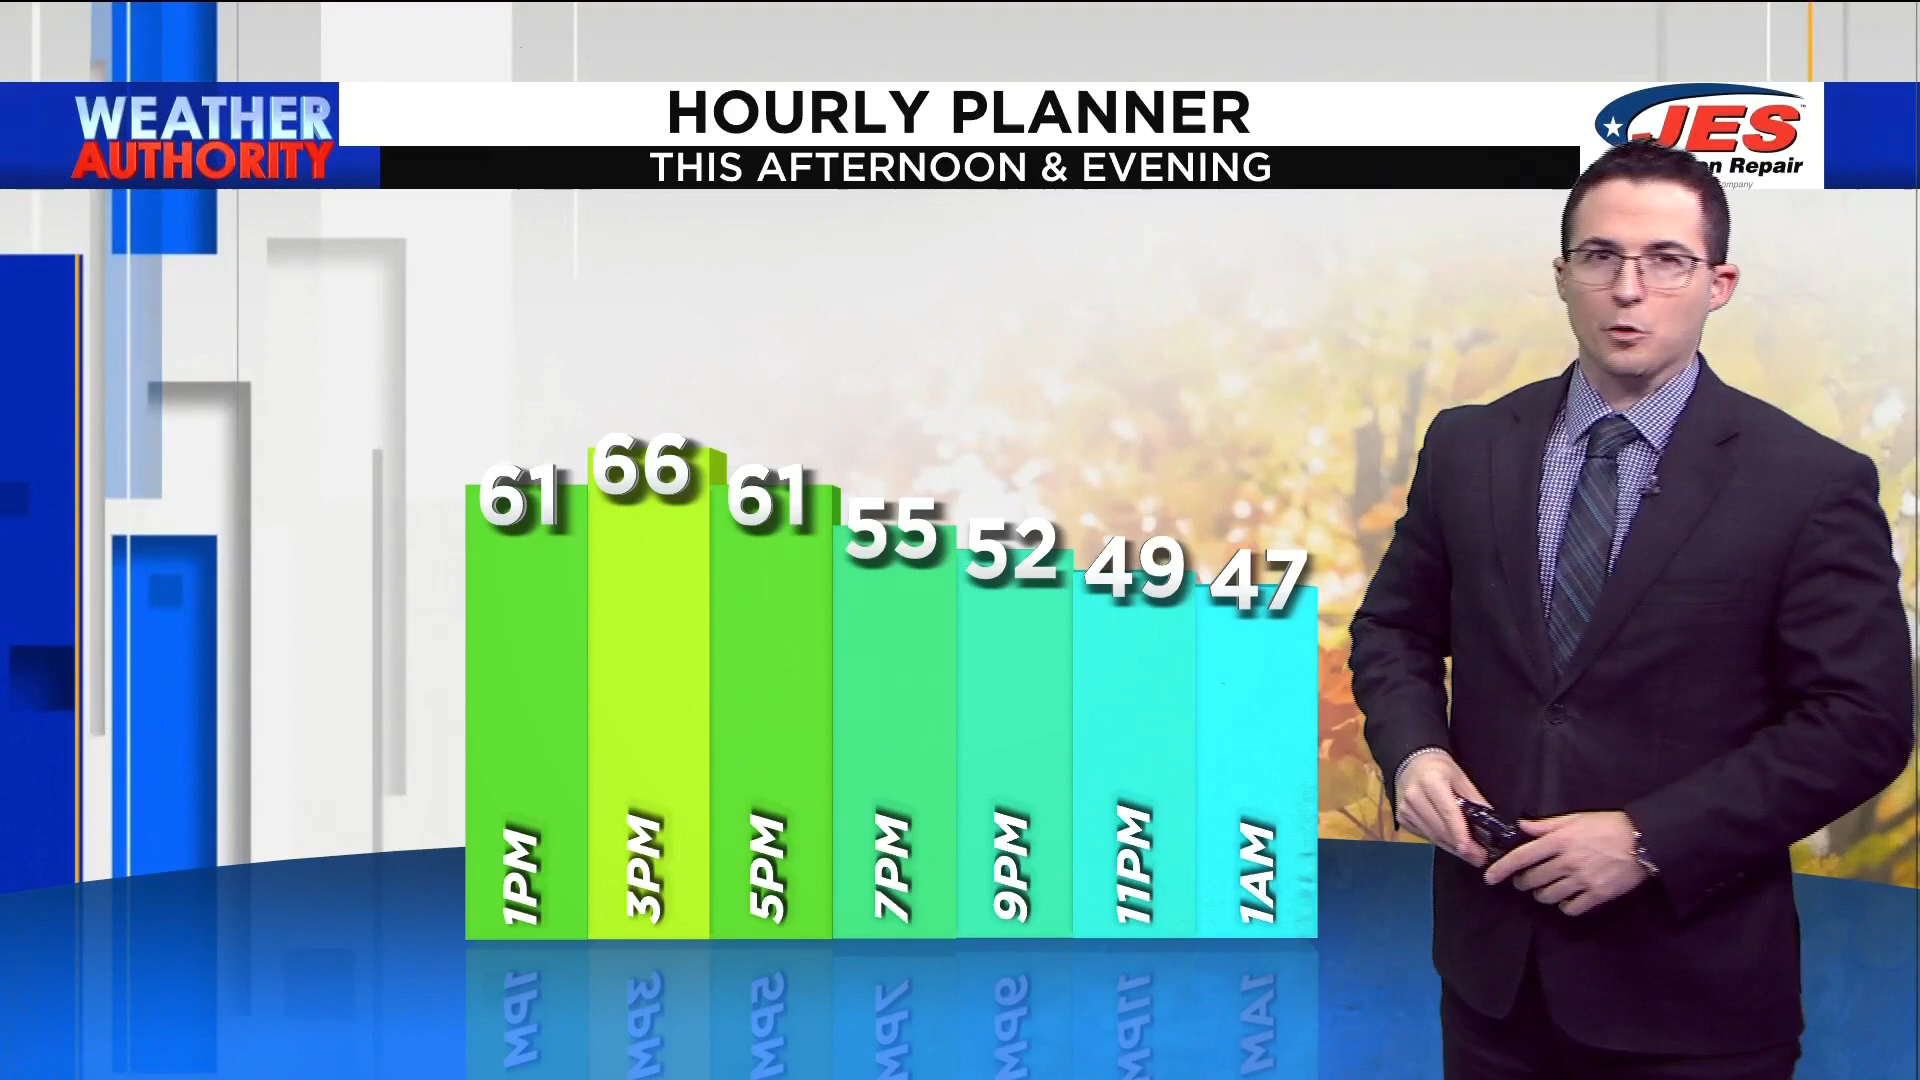 WEATHER
AUTHORITY
HOURLY PLANNER
THIS AFTERNOON & EVENING
JES
Repair
61
66
61
55
52
49
47
1PM
3PM
5PM
7PM
9PM
11PM
1AM